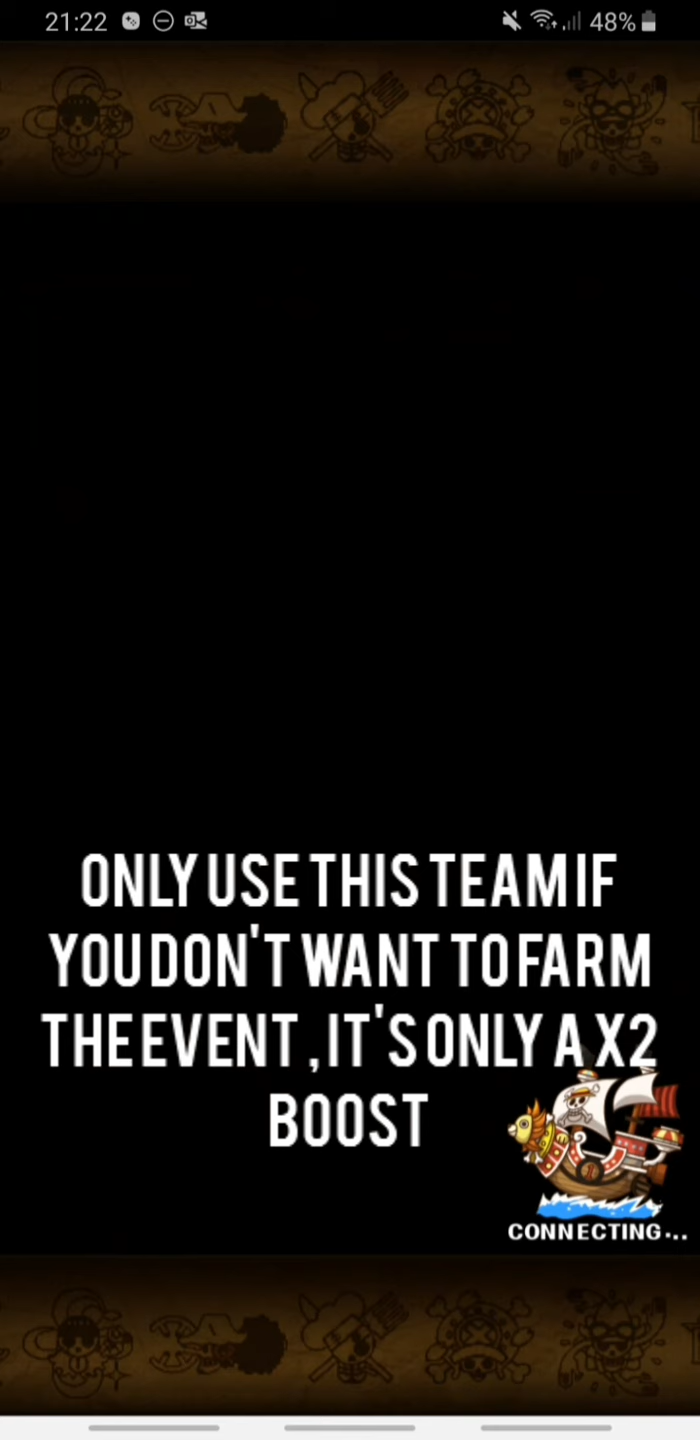 21:22 48%
ONLY USE THIS TEAM IF
YOU DON'T WANT TO FARM
THE EVENT , IT'S ONLY A X2
BOOST
CONNECTING...